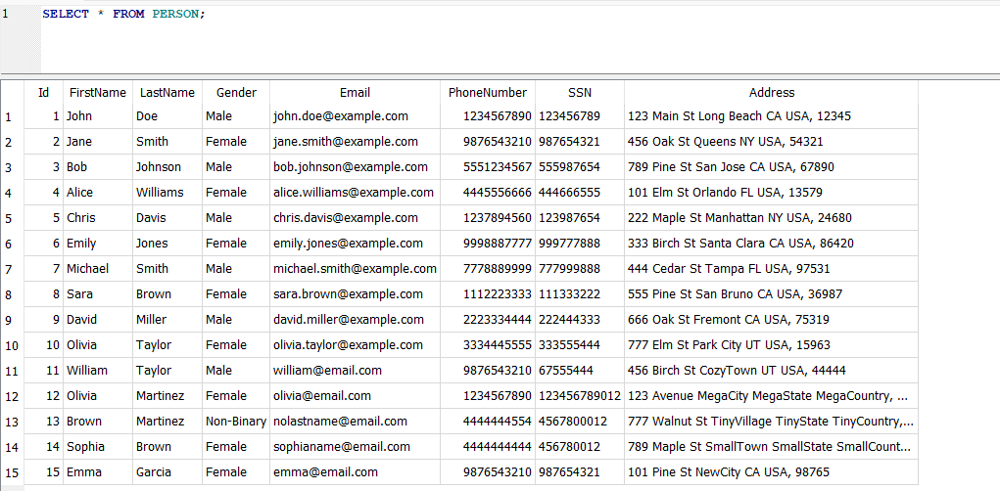 1 SELECT * FROM PERSON;
Id FirstName LastName Gender Email PhoneNumber SSN Address
1 1 John Doe Male john.doe@example.com 1234567890 123456789 123 Main St Long Beach CA USA, 12345
2 2 Jane Smith Female jane.smith@example.com 9876543210 987654321 456 Oak St Queens NY USA, 54321
3 3 Bob Johnson Male bob.johnson@example.com 5551234567 555987654 789 Pine St San Jose CA USA, 67890
4 4 Alice Williams Female alice.williams@example.com 4445556666 444666555 101 Elm St Orlando FL USA, 13579
5 5 Chris Davis Male chris.davis@example.com 1237894560 123987654 222 Maple St Manhattan NY USA, 24680
6 6 Emily Jones Female emily.jones@example.com 9998887777 999777888 333 Birch St Santa Clara CA USA, 86420
7 7 Michael Smith Male michael.smith@example.com 7778889999 777999888 444 Cedar St Tampa FL USA, 97531
8 8 Sara Brown Female sara.brown@example.com 1112223333 111333222 555 Pine St San Bruno CA USA, 36987
9 9 David Miller Male david.miller@example.com 2223334444 222444333 666 Oak St Fremont CA USA, 75319
10 10 Olivia Taylor Female olivia.taylor@example.com 3334445555 333555444 777 Elm St Park City UT USA, 15963
11 11 William Taylor Male william@email.com 9876543210 67555444 456 Birch St CozyTown UT USA, 44444
12 12 Olivia Martinez Female olivia@email.com 1234567890 123456789012 123 Avenue MegaCity MegaState MegaCountry, ...
13 13 Brown Martinez Non-Binary nolastname@email.com 4444444554 4567800012 777 Walnut St TinyVillage TinyState TinyCountry,...
14 14 Sophia Brown Female sophianame@email.com 4444444444 456780012 789 Maple St SmallTown SmallState SmallCount...
15 15 Emma Garcia Female emma@email.com 9876543210 987654321 101 Pine St NewCity CA USA, 98765